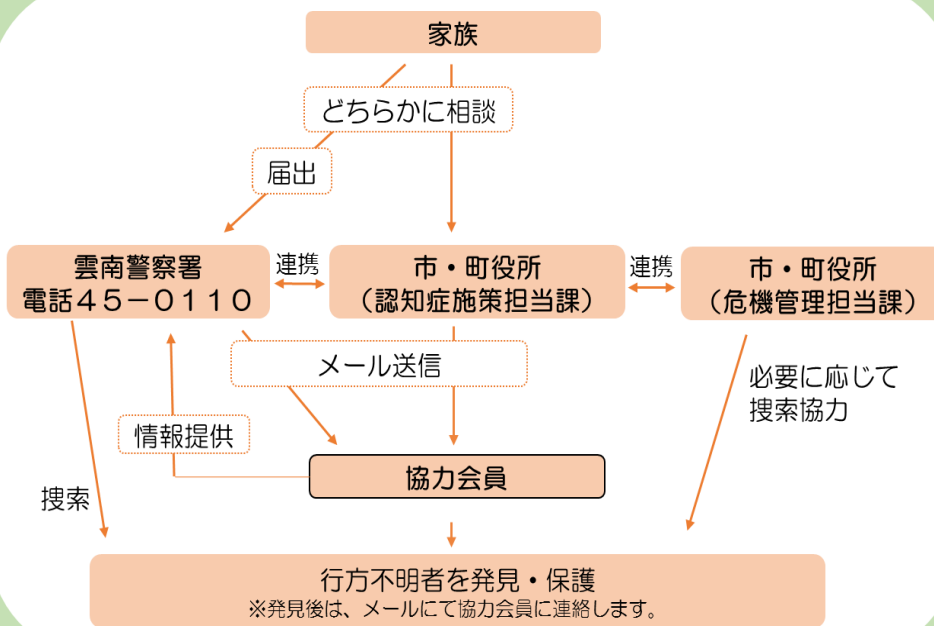 家族
どちらかに相談
届出
雲南警察署
電話４５－０１１０
連携
市・町役所
（認知症施策担当課）
連携
市・町役所
（危機管理担当課）
メール送信
必要に応じて
捜索協力
情報提供
協力会員
捜索
行方不明者を発見・保護
※発見後は、メールにて協力会員に連絡します。